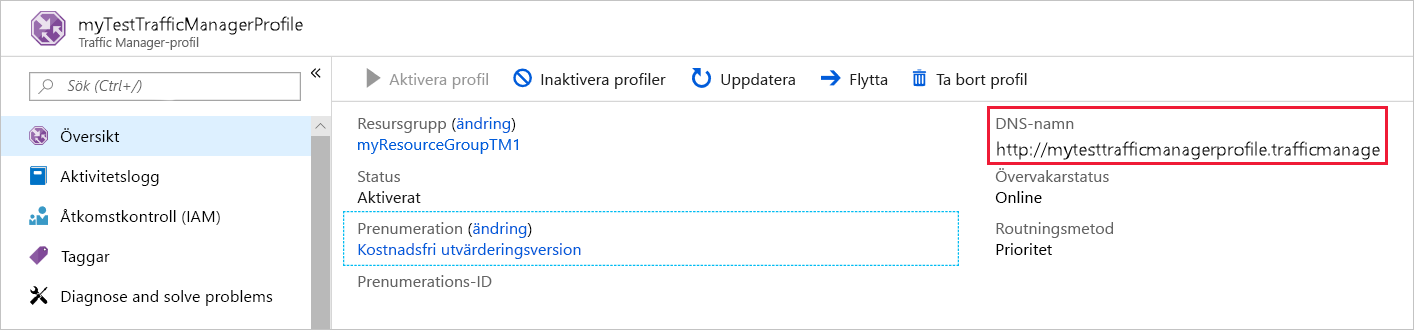 myTestTrafficManagerProfile
Traffic Manager-profil
Sök (Ctrl+/)
«
Aktivera profil
Inaktivera profiler
Uppdatera
Flytta
Ta bort profil
Översikt
Aktivitetslogg
Åtkomstkontroll (IAM)
Taggar
Diagnose and solve problems
Resursgrupp (ändring)
myResourceGroupTM1
Status
Aktiverat
Prenumeration (ändring)
Kostnadsfri utvärderingsversion
Prenumerations-ID
DNS-namn
http://mytesttrafficmanagerprofile.trafficmanage
Övervakarstatus
Online
Routningsmetod
Prioritet